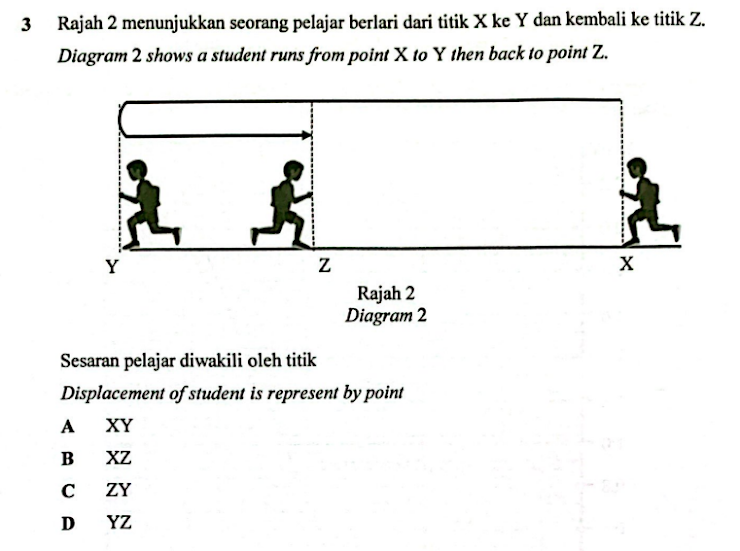 3 Rajah 2 menunjukkan seorang pelajar berlari dari titik X ke Y dan kembali ke titik Z.
Diagram 2 shows a student runs from point X to Y then back to point Z.
Y Z X
Rajah 2
Diagram 2
Sesaran pelajar diwakili oleh titik
Displacement of student is represent by point
A XY
B XZ
C ZY
D YZ